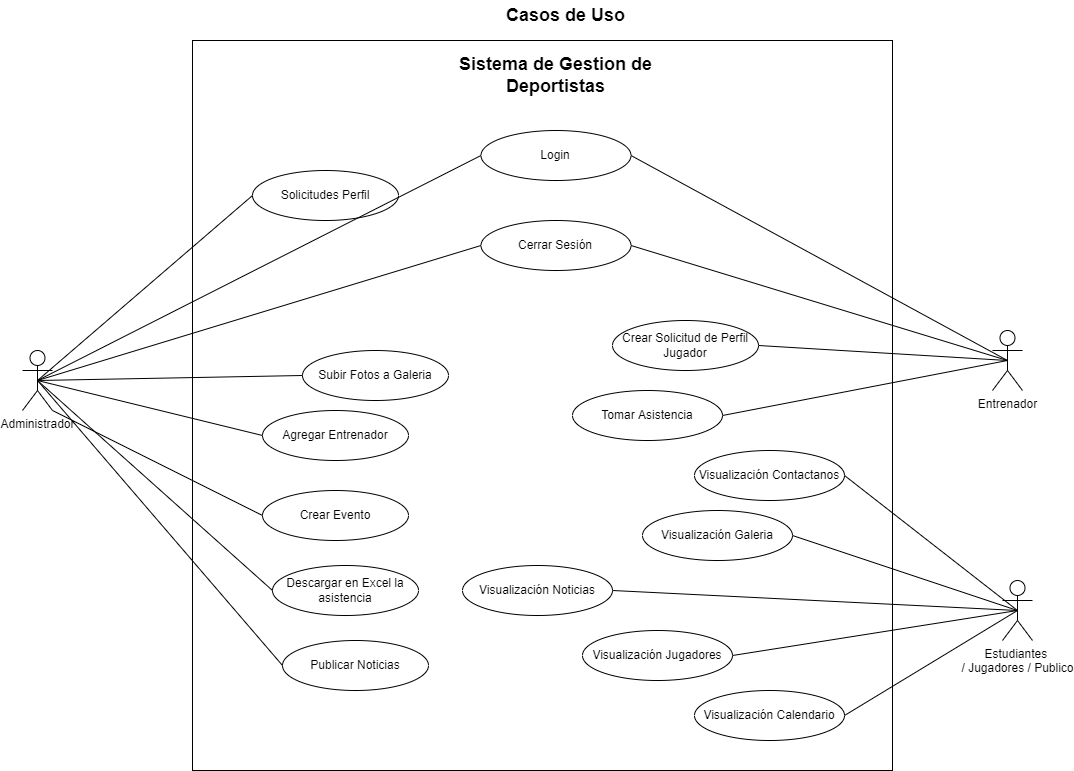 Casos de Uso
Sistema de Gestion de
Deportistas
Login
Solicitudes Perfil
Cerrar Sesión
Crear Solicitud de Perfil
Jugador
Subir Fotos a Galeria
Entrenador
Tomar Asistencia
Administrador
Agregar Entrenador
Visualización Contactanos
Crear Evento
Visualización Galeria
Descargar en Excel la
asistencia
Visualización Noticias
Estudiantes
/ Jugadores / Publico
Visualización Jugadores
Publicar Noticias
Visualización Calendario